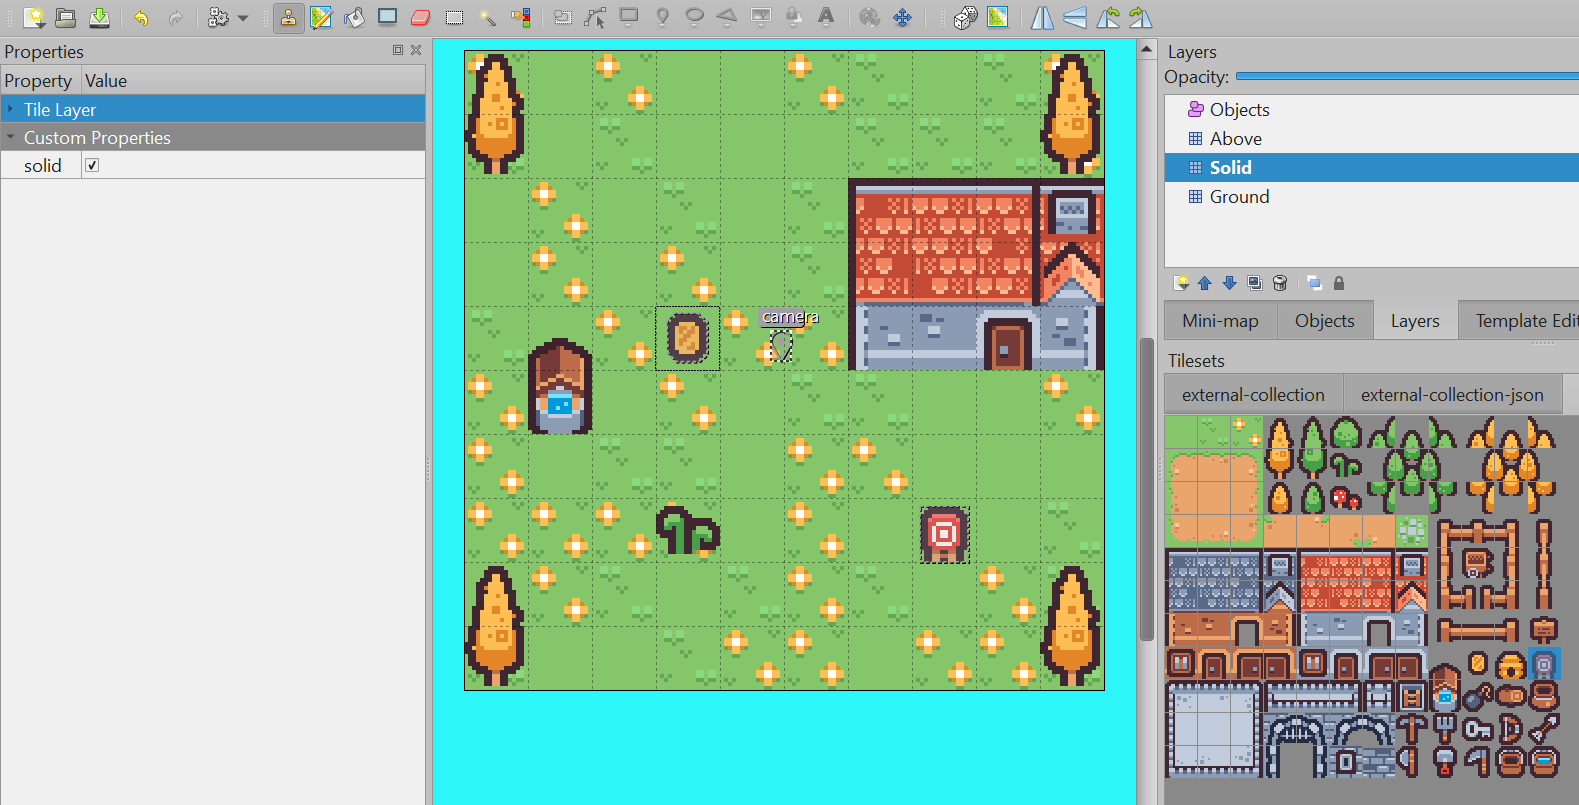 Properties
Property Value
Tile Layer
Custom Properties
solid
camera
Layers
Opacity:
Objects
Above
Solid
Ground
Mini-map Objects Layers Template Edit
Tilesets
external-collection external-collection-json